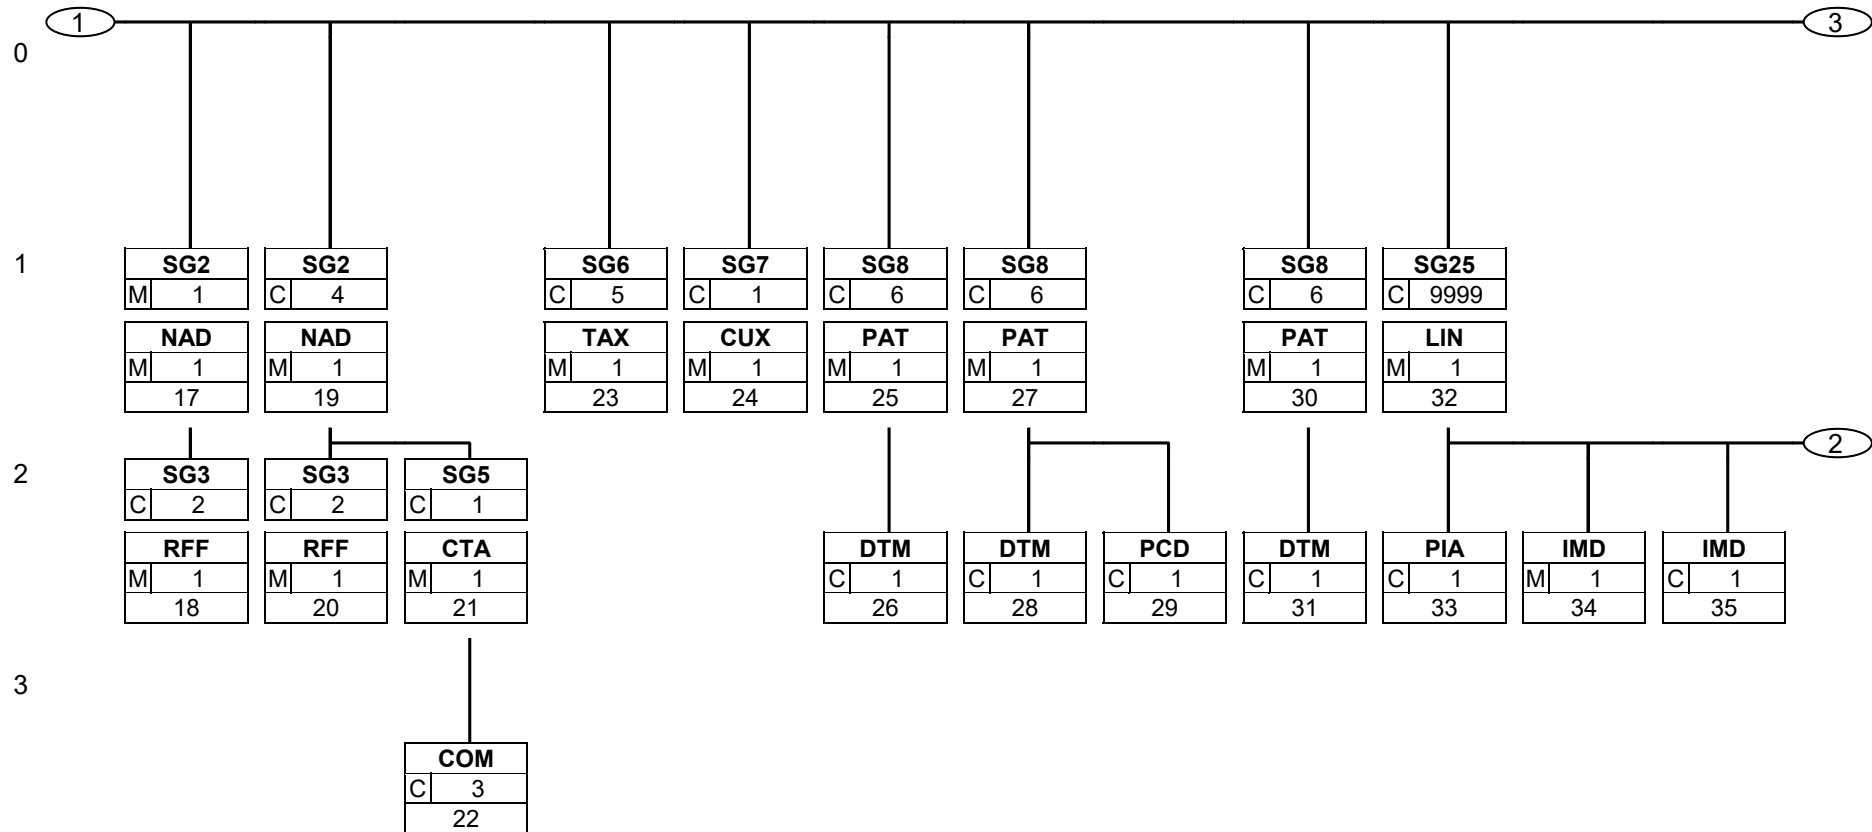 1 3
0
1
SG2 SG2 SG6 SG7 SG8 SG8 SG8 SG25
M 1 C 4 C 5 C 1 C 6 C 6 C 6 C 9999
NAD NAD TAX CUX PAT PAT PAT LIN
M 1 M 1 M 1 M 1 M 1 M 1 M 1 M 1
17 19 23 24 25 27 30 32
2
2
SG3 SG3 SG5
C 2 C 2 C 1
RFF RFF CTA DTM DTM PCD DTM PIA IMD IMD
M 1 M 1 M 1 C 1 C 1 C 1 C 1 C 1 M 1 C 1
18 20 21 26 28 29 31 33 34 35
3
COM
C 3
22